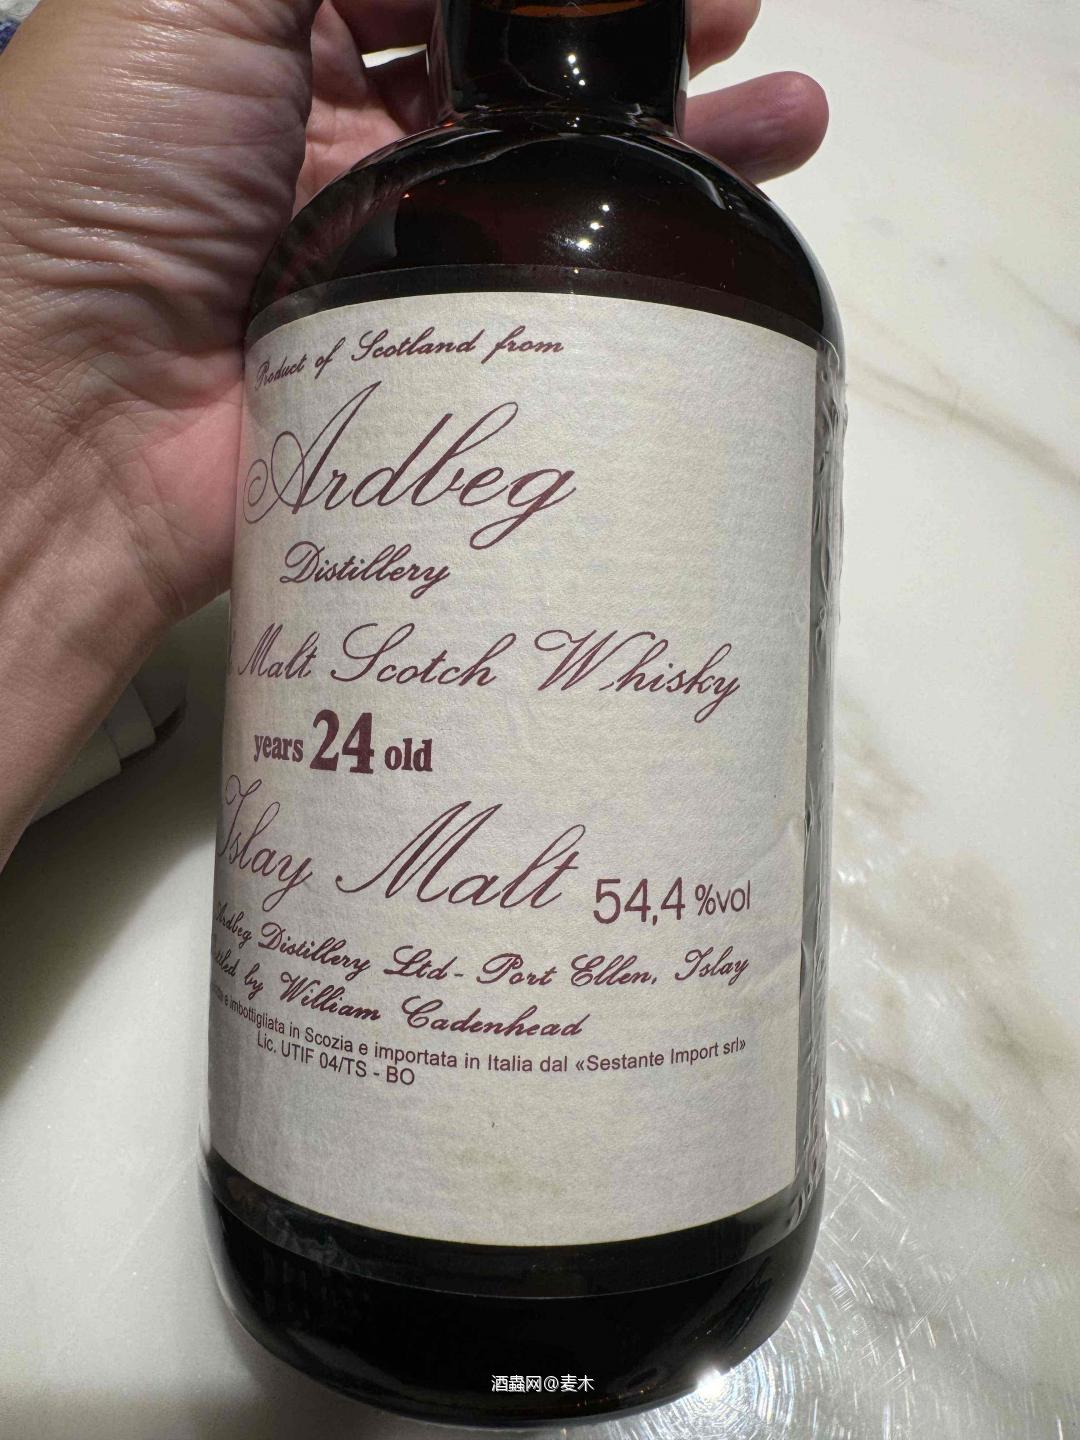 Product of Scotland from
Ardbeg
Distillery
Malt Scotch Whisky
years 24 old
Islay Malt 54,4%vol
Ardbeg Distillery Ltd - Port Ellen, Islay
by William Cadenhead
e imbottigliata in Scozia e importata in Italia dal «Sestante Import srl»
Lic. UTIF 04/TS - BO
酒蟲网@麦木